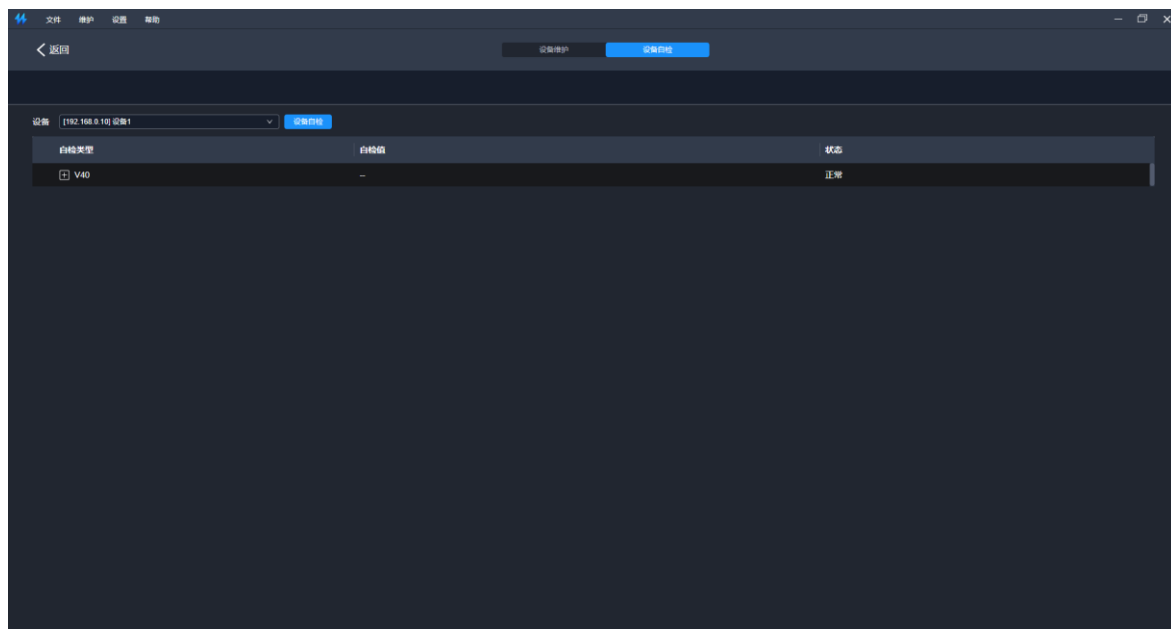 文件 维护 设置 帮助
返回 设备维护 设备自检
设备 [192.168.0.10] 设备1 设备自检
自检类型 自检值 状态
V40 -- 正常